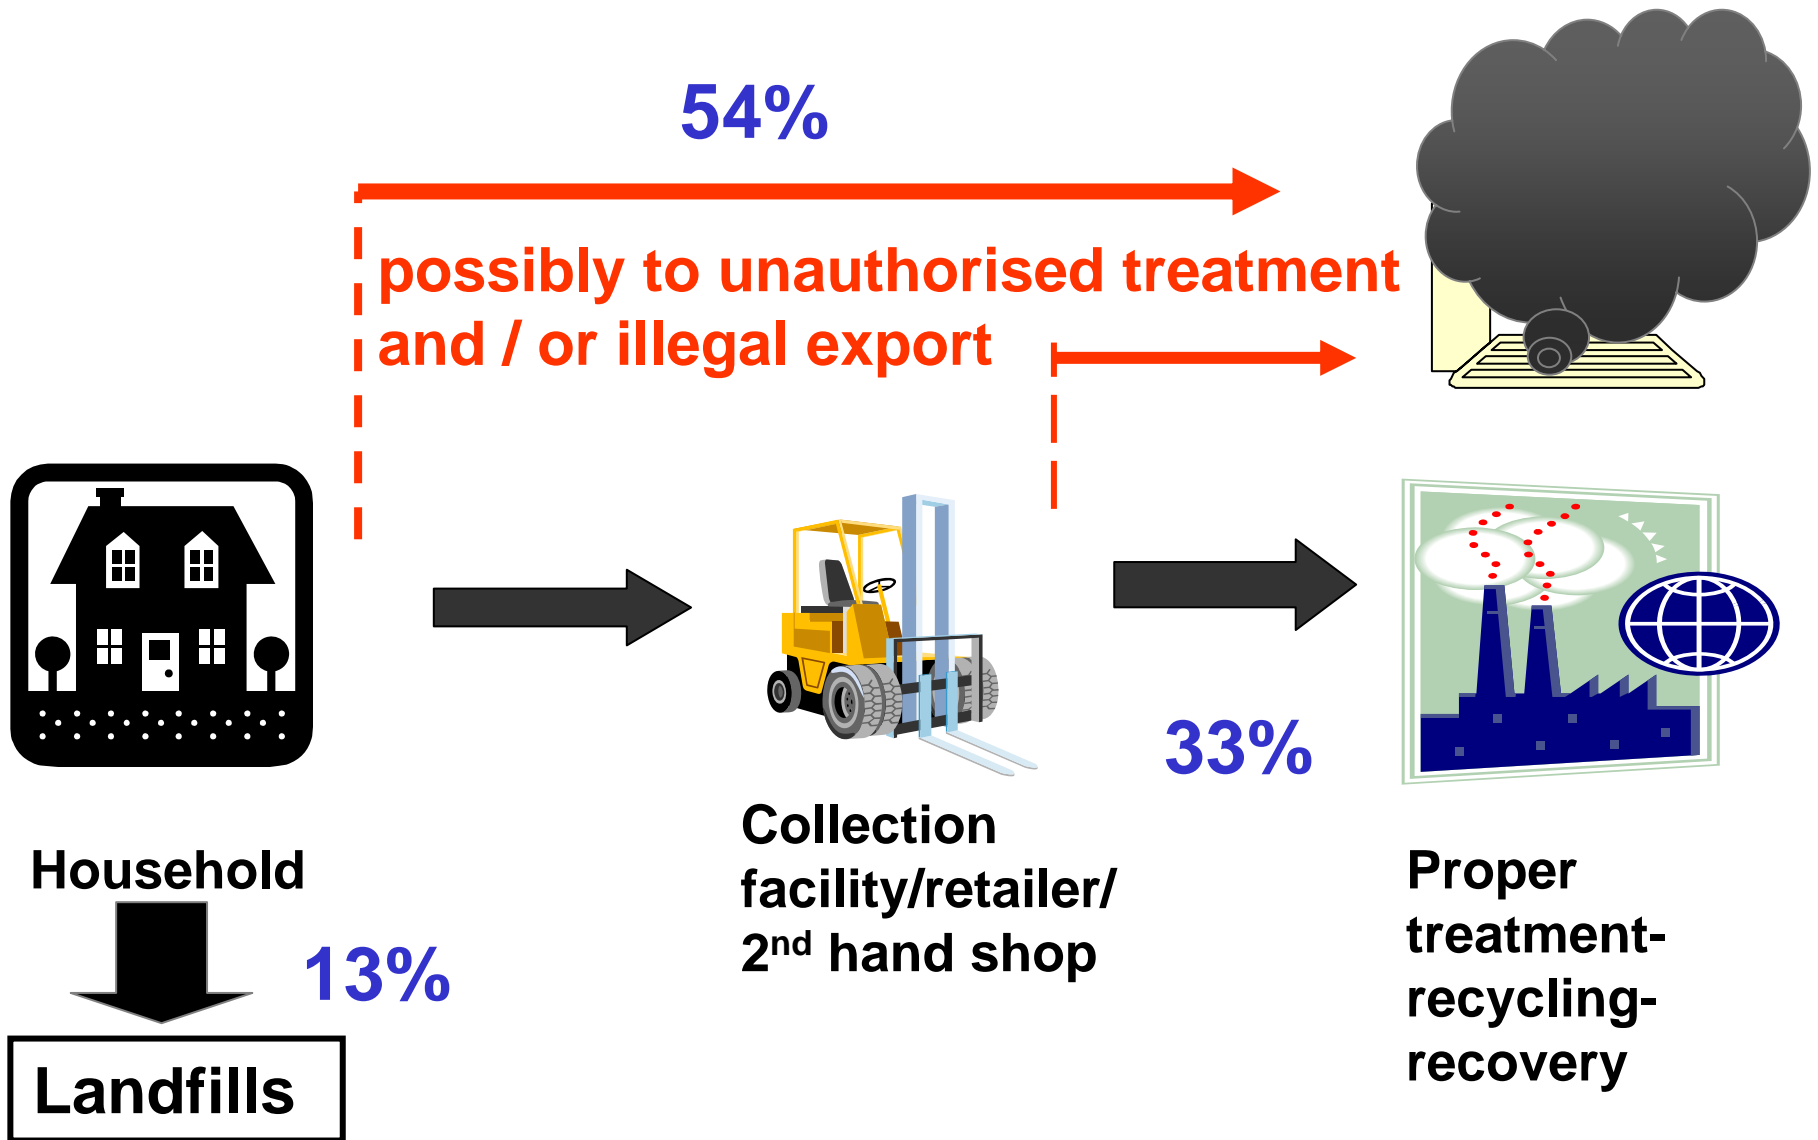 54%
possibly to unauthorised treatment
and / or illegal export
33%
Household
13%
Landfills
Collection
facility/retailer/
2nd hand shop
Proper
treatment-
recycling-
recovery